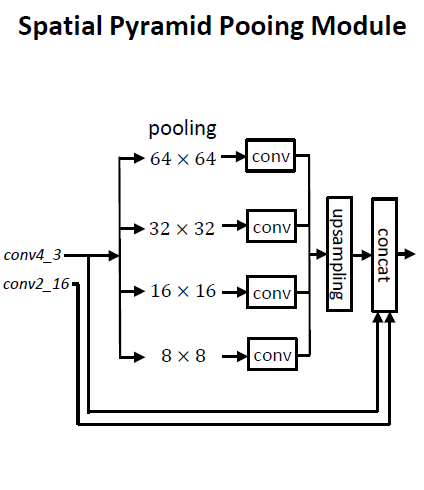 Spatial Pyramid Pooing Module
pooling
64 × 64
conv
32 × 32
conv
conv4_3
conv2_16
16 × 16
conv
8 × 8
conv
upsampling
concat